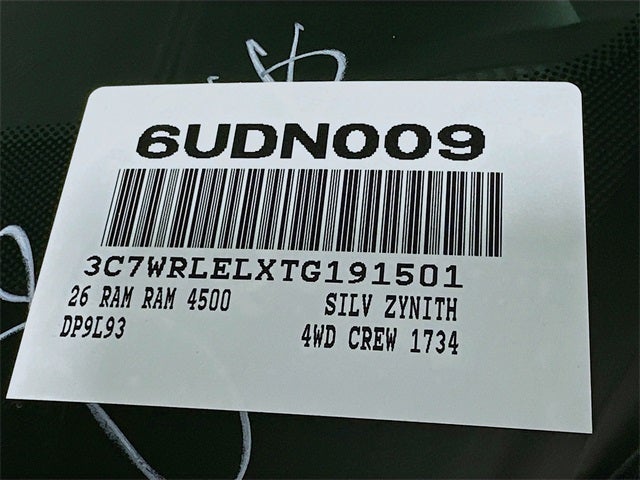 6UDN009
3C7WRLELXTG191501
26 RAM RAM 4500 SILV ZYNITH
DP9L93 4WD CREW 1734